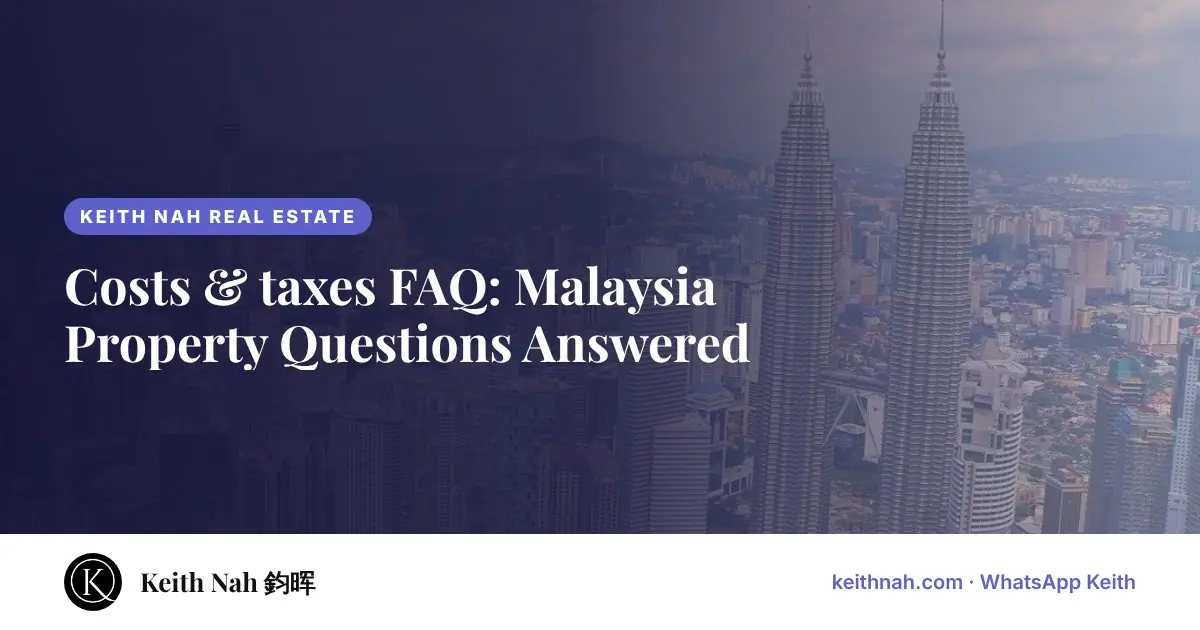 KEITH NAH REAL ESTATE
Costs & taxes FAQ: Malaysia
Property Questions Answered
K
Keith Nah 鈞晖
keithnah.com · WhatsApp Keith